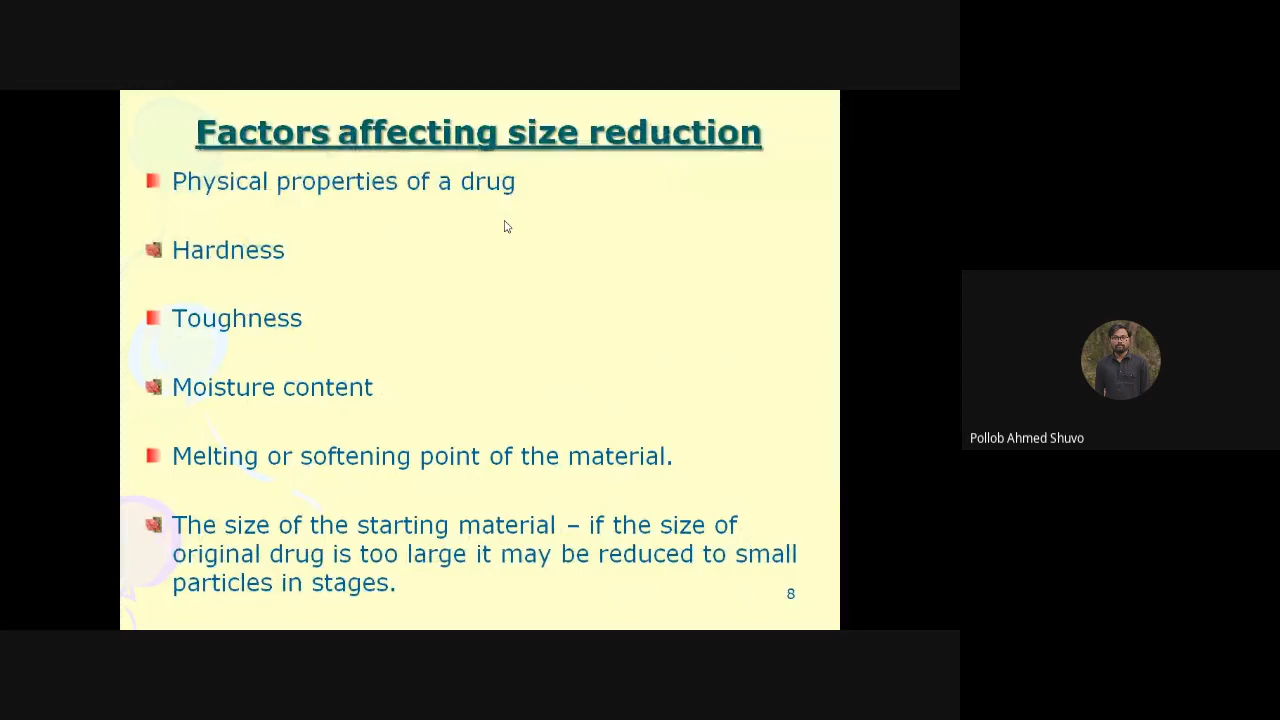 Factors affecting size reduction
Physical properties of a drug
Hardness
Toughness
Moisture content
Melting or softening point of the material.
The size of the starting material – if the size of
original drug is too large it may be reduced to small
particles in stages.
8
Pollob Ahmed Shuvo